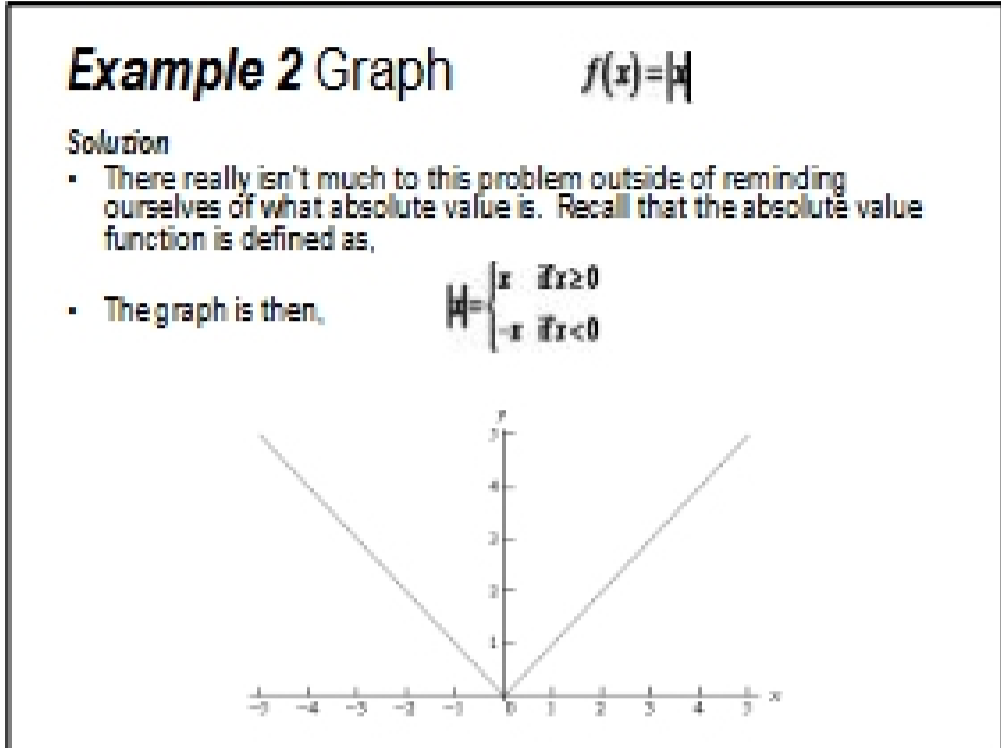 Example 2 Graph f(x)=|x|
Solution
• There really isn't much to this problem outside of reminding
ourselves of what absolute value is. Recall that the absolute value
function is defined as,
|x|={x if x≥0
-x if x<0
• The graph is then,
y
5
4
3
2
1
-5 -4 -3 -2 -1 0 1 2 3 4 5 x